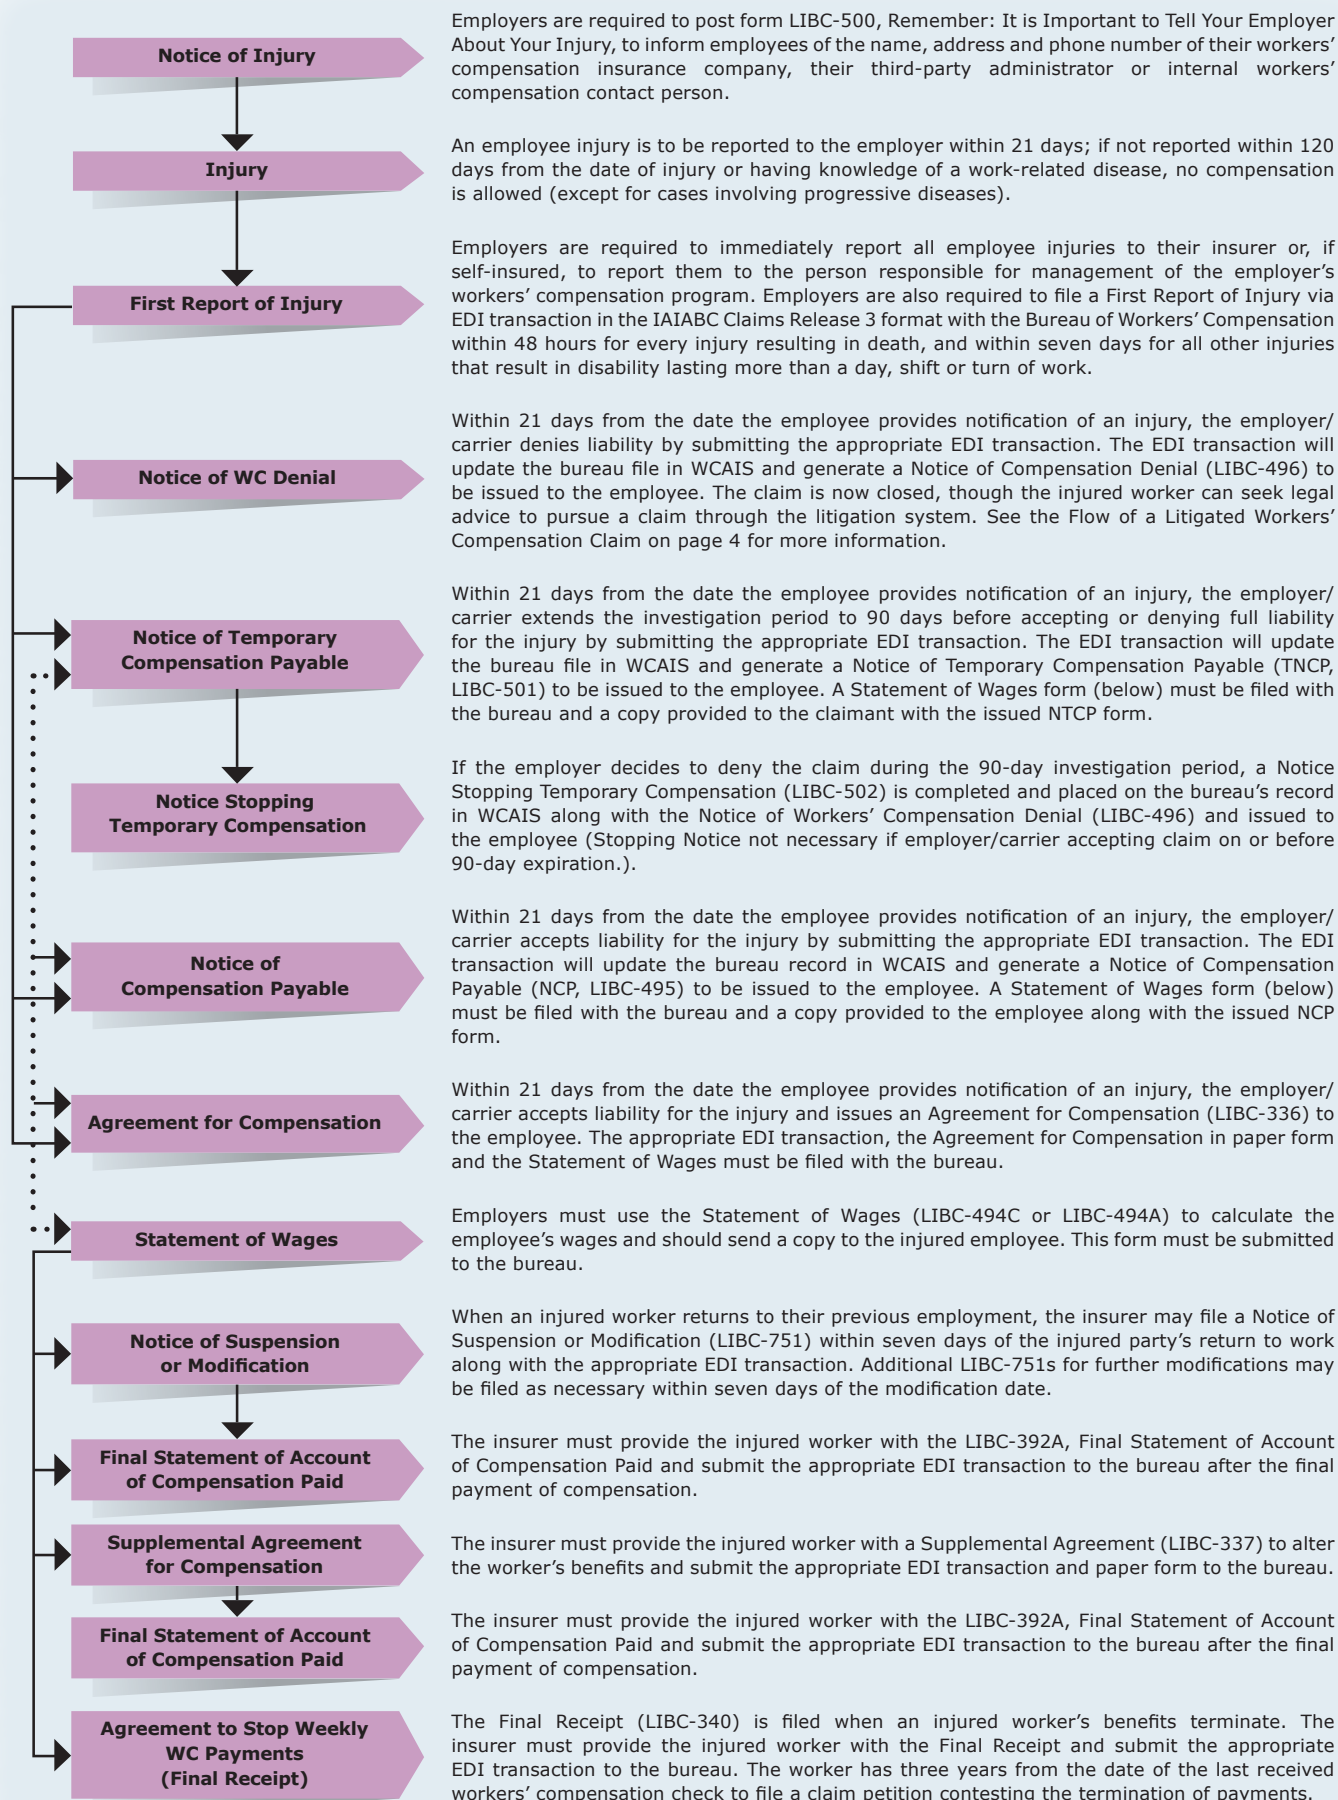 Notice of Injury
Employers are required to post form LIBC-500, Remember: It is Important to Tell Your Employer
About Your Injury, to inform employees of the name, address and phone number of their workers’
compensation insurance company, their third-party administrator or internal workers’
compensation contact person.
Injury
An employee injury is to be reported to the employer within 21 days; if not reported within 120
days from the date of injury or having knowledge of a work-related disease, no compensation
is allowed (except for cases involving progressive diseases).
First Report of Injury
Employers are required to immediately report all employee injuries to their insurer or, if
self-insured, to report them to the person responsible for management of the employer’s
workers’ compensation program. Employers are also required to file a First Report of Injury via
EDI transaction in the IAIABC Claims Release 3 format with the Bureau of Workers’ Compensation
within 48 hours for every injury resulting in death, and within seven days for all other injuries
that result in disability lasting more than a day, shift or turn of work.
Notice of WC Denial
Within 21 days from the date the employee provides notification of an injury, the employer/
carrier denies liability by submitting the appropriate EDI transaction. The EDI transaction will
update the bureau file in WCAIS and generate a Notice of Compensation Denial (LIBC-496) to
be issued to the employee. The claim is now closed, though the injured worker can seek legal
advice to pursue a claim through the litigation system. See the Flow of a Litigated Workers’
Compensation Claim on page 4 for more information.
Notice of Temporary
Compensation Payable
Within 21 days from the date the employee provides notification of an injury, the employer/
carrier extends the investigation period to 90 days before accepting or denying full liability
for the injury by submitting the appropriate EDI transaction. The EDI transaction will update
the bureau file in WCAIS and generate a Notice of Temporary Compensation Payable (TNCP,
LIBC-501) to be issued to the employee. A Statement of Wages form (below) must be filed with
the bureau and a copy provided to the claimant with the issued NTCP form.
Notice Stopping
Temporary Compensation
If the employer decides to deny the claim during the 90-day investigation period, a Notice
Stopping Temporary Compensation (LIBC-502) is completed and placed on the bureau’s record
in WCAIS along with the Notice of Workers’ Compensation Denial (LIBC-496) and issued to
the employee (Stopping Notice not necessary if employer/carrier accepting claim on or before
90-day expiration.).
Notice of
Compensation Payable
Within 21 days from the date the employee provides notification of an injury, the employer/
carrier accepts liability for the injury by submitting the appropriate EDI transaction. The EDI
transaction will update the bureau record in WCAIS and generate a Notice of Compensation
Payable (NCP, LIBC-495) to be issued to the employee. A Statement of Wages form (below)
must be filed with the bureau and a copy provided to the employee along with the issued NCP
form.
Agreement for Compensation
Within 21 days from the date the employee provides notification of an injury, the employer/
carrier accepts liability for the injury and issues an Agreement for Compensation (LIBC-336) to
the employee. The appropriate EDI transaction, the Agreement for Compensation in paper form
and the Statement of Wages must be filed with the bureau.
Statement of Wages
Employers must use the Statement of Wages (LIBC-494C or LIBC-494A) to calculate the
employee’s wages and should send a copy to the injured employee. This form must be submitted
to the bureau.
Notice of Suspension
or Modification
When an injured worker returns to their previous employment, the insurer may file a Notice of
Suspension or Modification (LIBC-751) within seven days of the injured party’s return to work
along with the appropriate EDI transaction. Additional LIBC-751s for further modifications may
be filed as necessary within seven days of the modification date.
Final Statement of Account
of Compensation Paid
The insurer must provide the injured worker with the LIBC-392A, Final Statement of Account
of Compensation Paid and submit the appropriate EDI transaction to the bureau after the final
payment of compensation.
Supplemental Agreement
for Compensation
The insurer must provide the injured worker with a Supplemental Agreement (LIBC-337) to alter
the worker’s benefits and submit the appropriate EDI transaction and paper form to the bureau.
Final Statement of Account
of Compensation Paid
The insurer must provide the injured worker with the LIBC-392A, Final Statement of Account
of Compensation Paid and submit the appropriate EDI transaction to the bureau after the final
payment of compensation.
Agreement to Stop Weekly
WC Payments
(Final Receipt)
The Final Receipt (LIBC-340) is filed when an injured worker’s benefits terminate. The
insurer must provide the injured worker with the Final Receipt and submit the appropriate
EDI transaction to the bureau. The worker has three years from the date of the last received
workers’ compensation check to file a claim petition contesting the termination of payments.